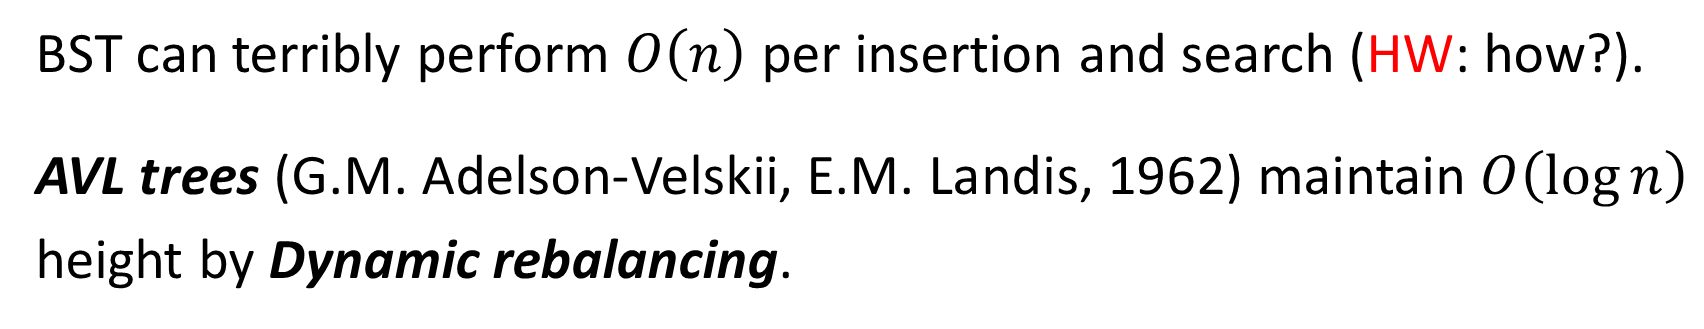 BST can terribly perform O(n) per insertion and search (HW: how?).
AVL trees (G.M. Adelson-Velskii, E.M. Landis, 1962) maintain O(log n)
height by Dynamic rebalancing.